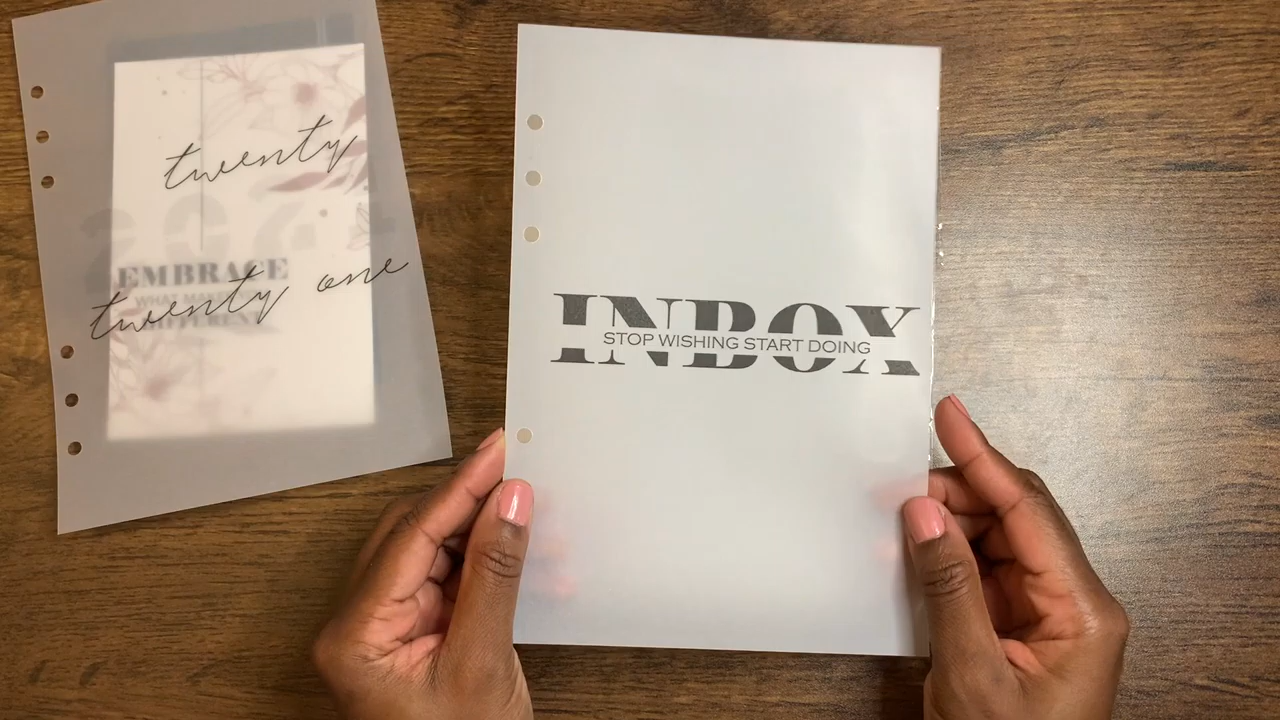 twenty
EMBRACE
twenty one
INBOX
STOP WISHING START DOING